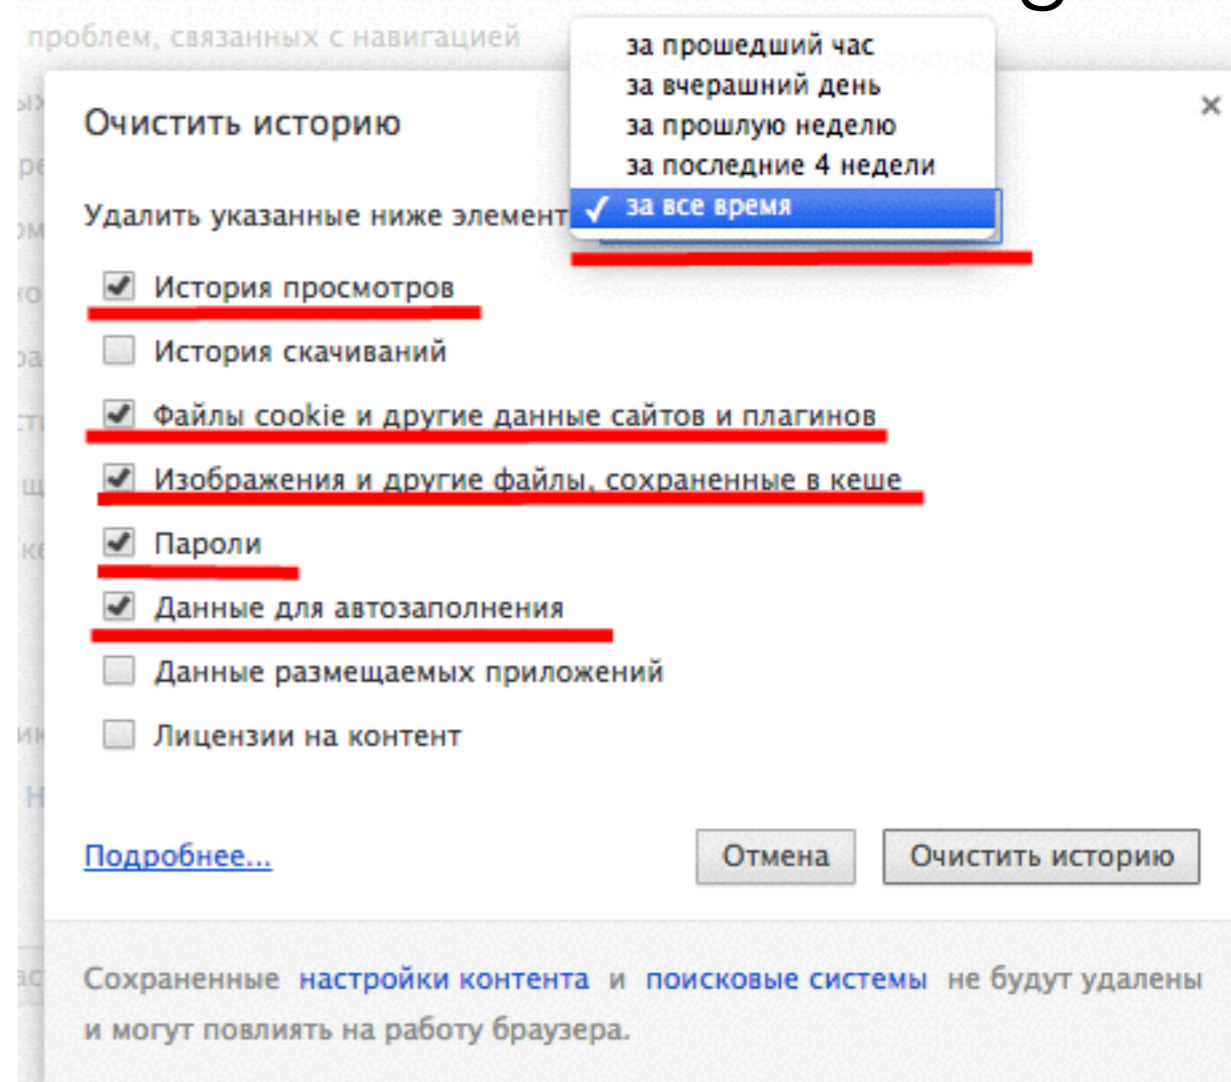 проблем, связанных с навигацией
за прошедший час
за вчерашний день
за прошлую неделю
за последние 4 недели
✓ за все время
Очистить историю
×
Удалить указанные ниже элемент
История просмотров
История скачиваний
Файлы cookie и другие данные сайтов и плагинов
Изображения и другие файлы, сохраненные в кеше
Пароли
Данные для автозаполнения
Данные размещаемых приложений
Лицензии на контент
Подробнее...
Отмена
Очистить историю
Сохраненные настройки контента и поисковые системы не будут удалены
и могут повлиять на работу браузера.